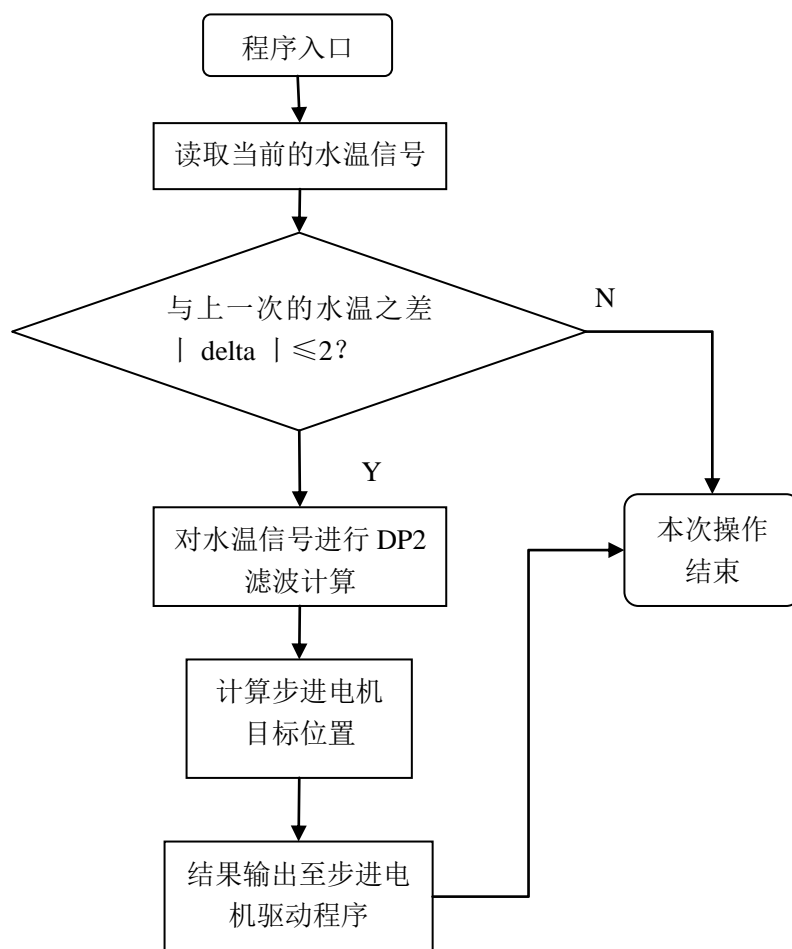 程序入口
读取当前的水温信号
与上一次的水温之差
| delta | ≤2?
N
Y
对水温信号进行 DP2
滤波计算
本次操作
结束
计算步进电机
目标位置
结果输出至步进电
机驱动程序